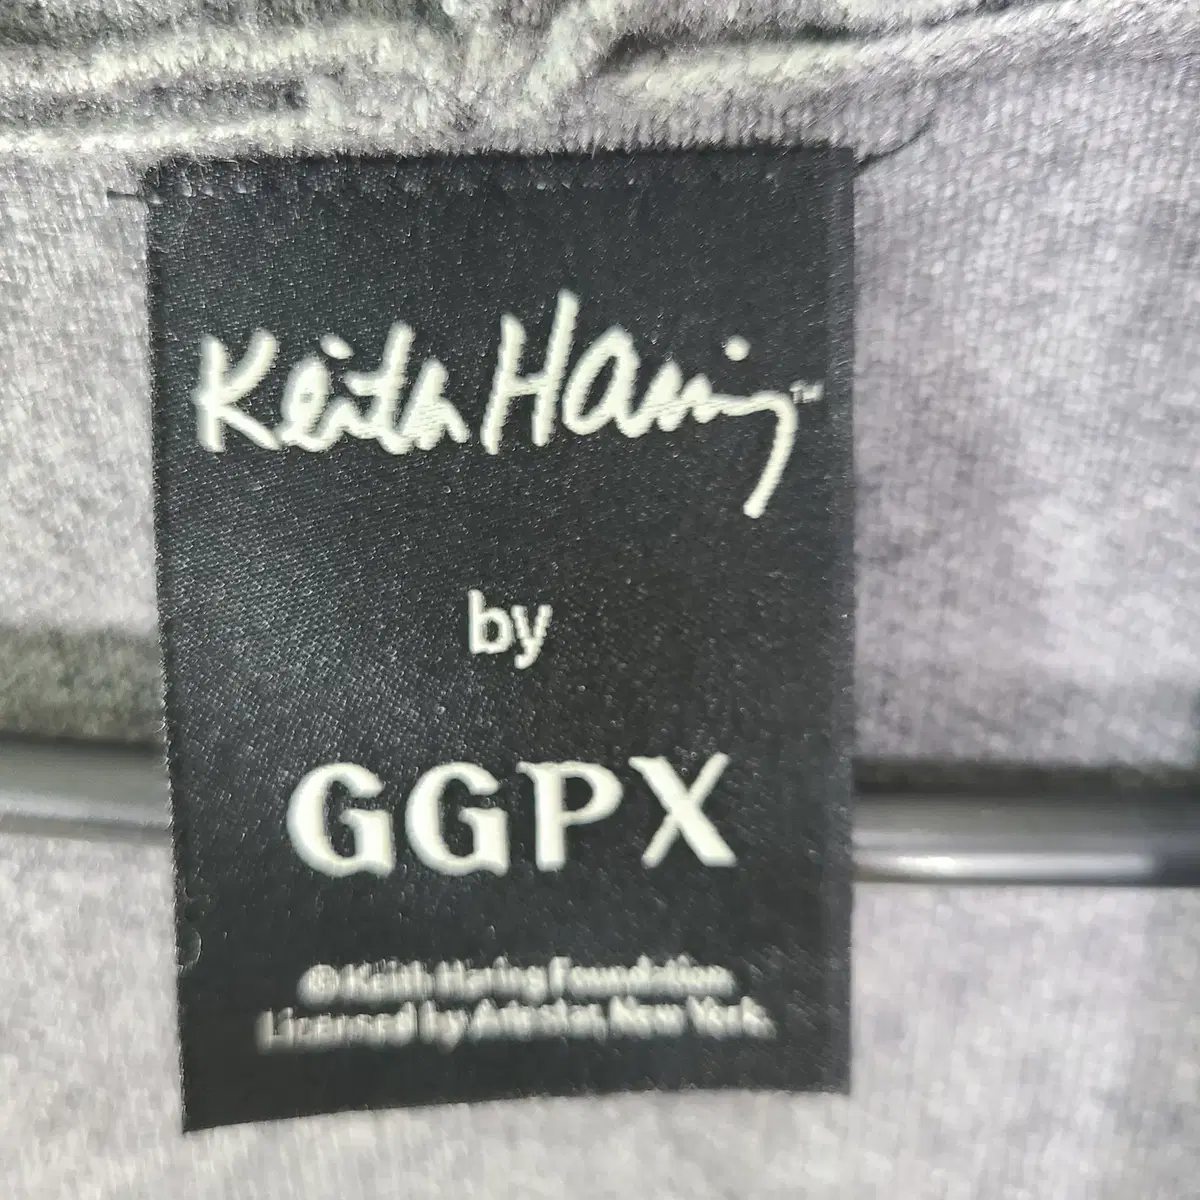 Keith Haring™
by
GGPX
© Keith Haring Foundation
Licensed by Artestar, New York.